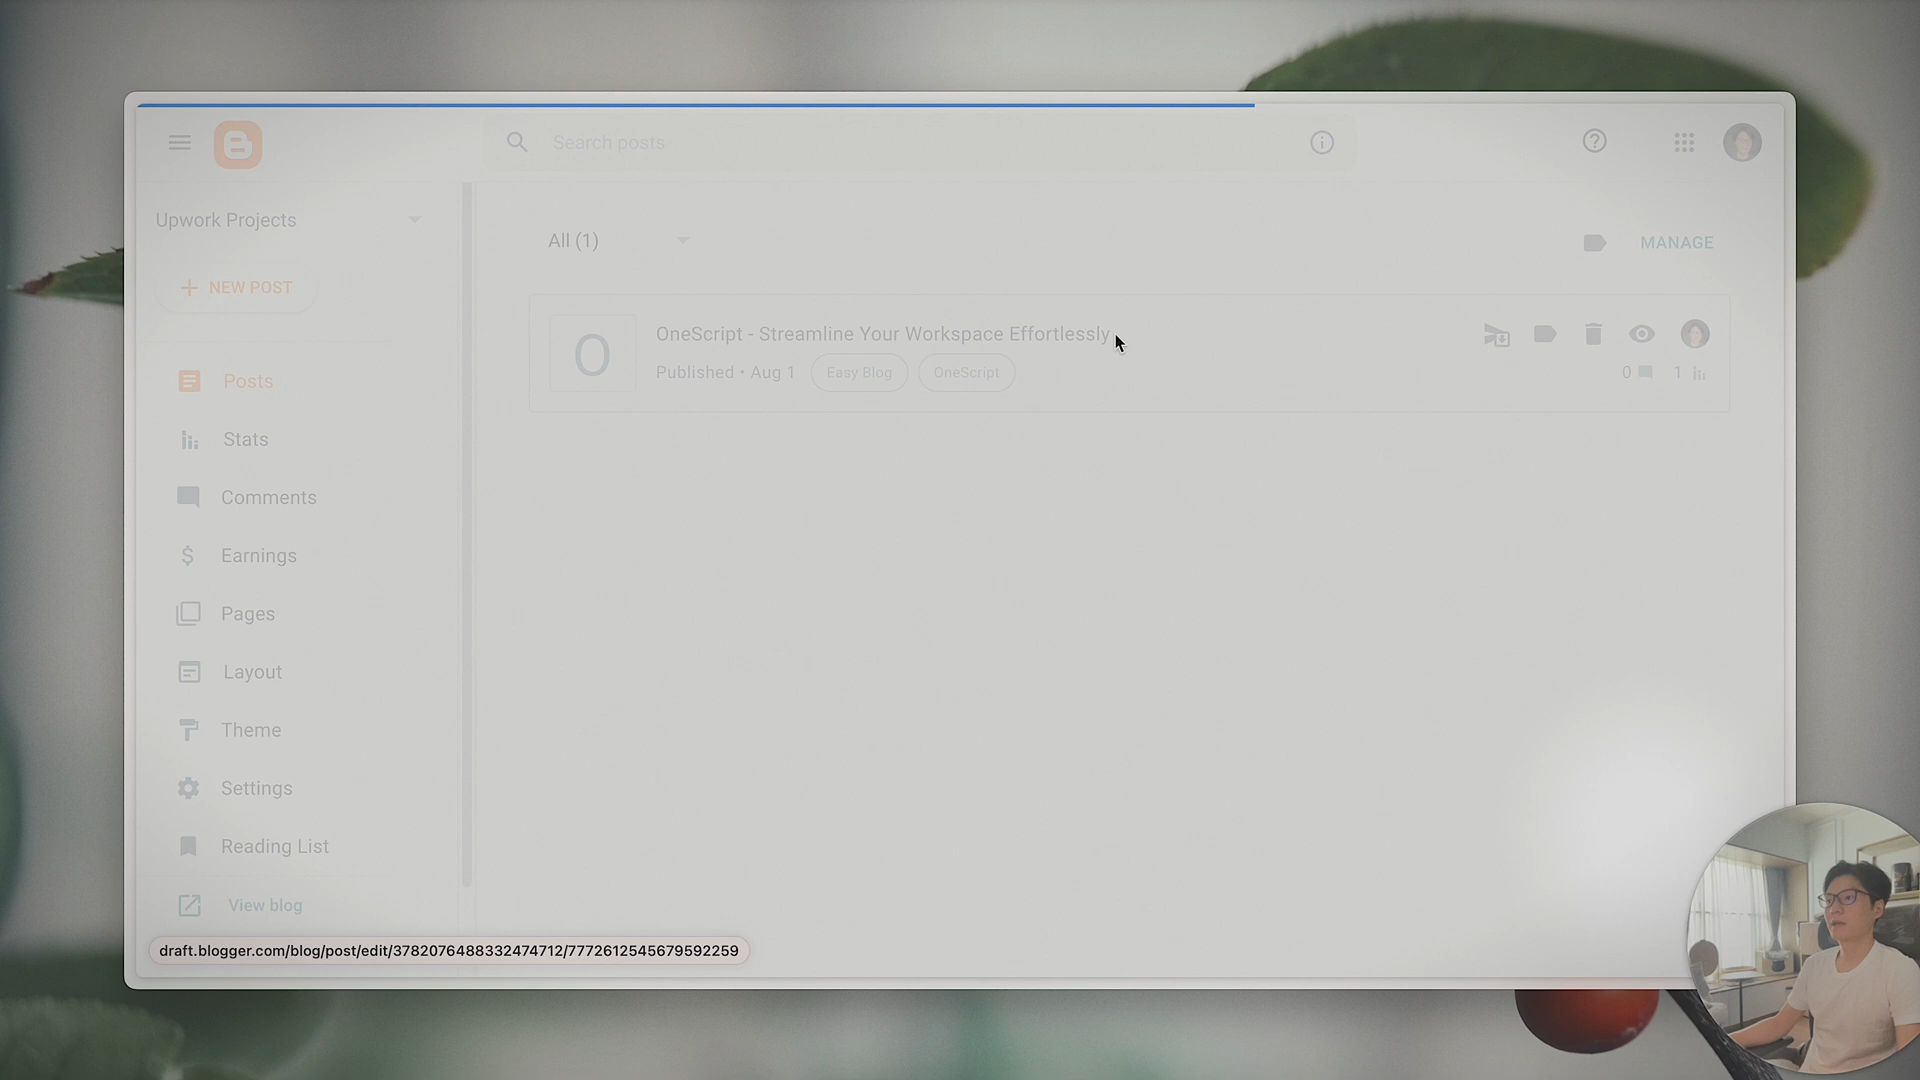 Search posts
Upwork Projects
All (1)
MANAGE
NEW POST
OneScript - Streamline Your Workspace Effortlessly
Published • Aug 1
Easy Blog
OneScript
0
1
O
Posts
Stats
Comments
Earnings
Pages
Layout
Theme
Settings
Reading List
View blog
draft.blogger.com/blog/post/edit/3782076488332474712/7772612545679592259